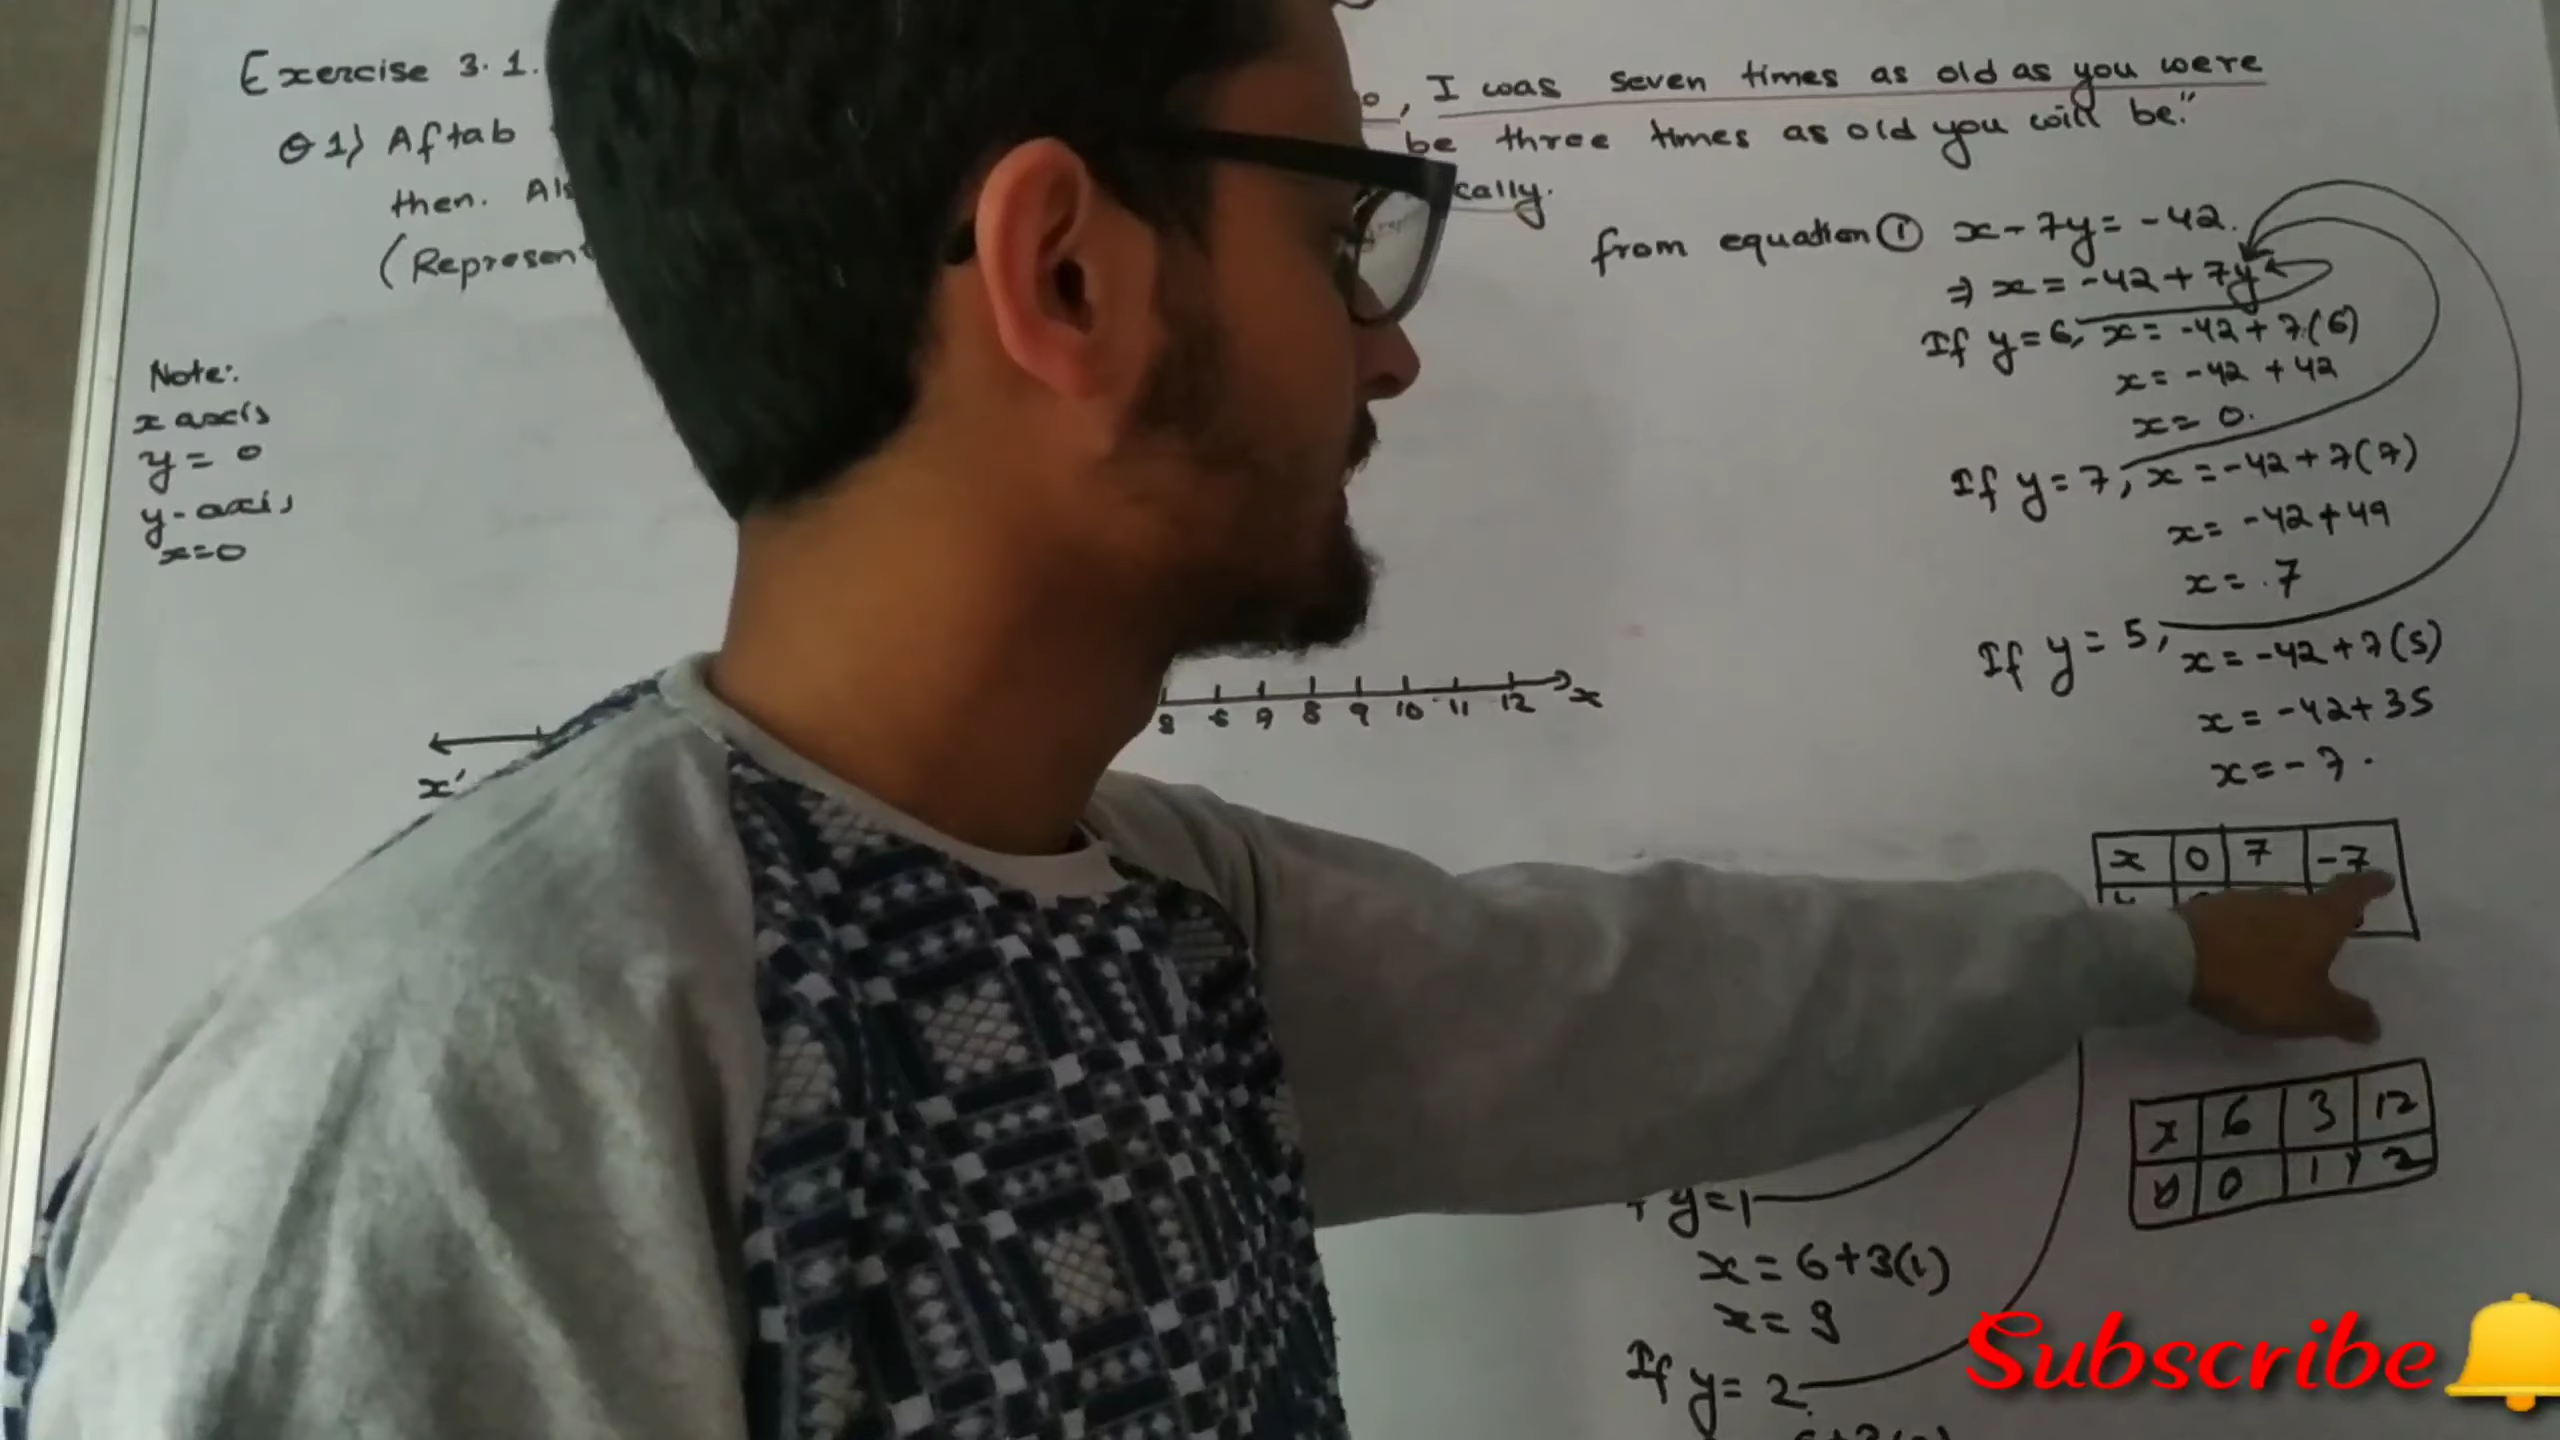 Exercise 3.1.
Q1) Aftab
I was seven times as old as you were
be three times as old you will be."
then. Als
cally.
(Represent
from equation ① x - 7y = -42.
⇒ x = -42 + 7y
If y = 6, x = -42 + 7(6)
x = -42 + 42
x = 0.
If y = 7, x = -42 + 7(7)
x = -42 + 49
x = .7
If y = 5, x = -42 + 7(5)
x = -42 + 35
x = -7.
Note:
x axis
y = 0
y-axis
x=0
x'
8 9 10 11 12 x
x 0 7 -7
x 6 3 12
y 0 1 2
y=1
x = 6+3(1)
x = 9
If y = 2
Subscribe